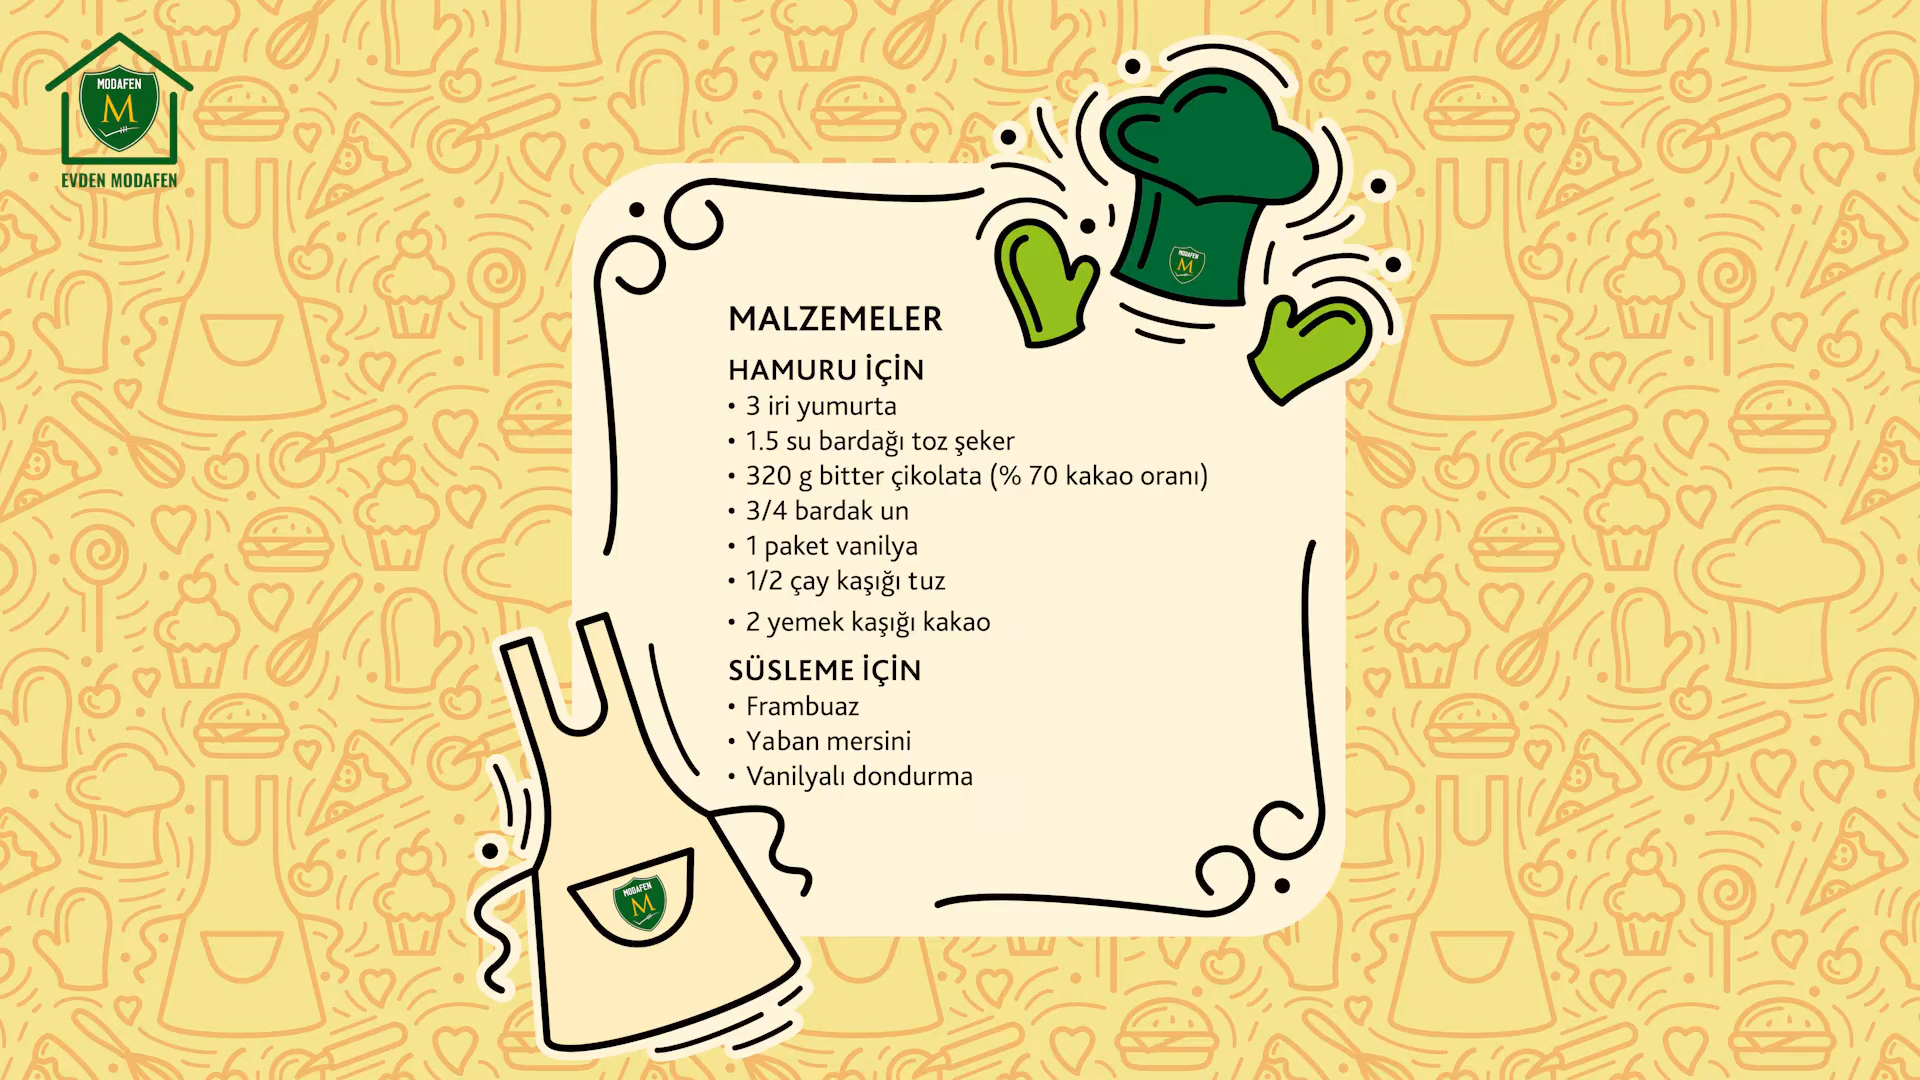 MODAFEN
M
EVDEN MODAFEN
MODAFEN
M
MALZEMELER
HAMURU İÇİN
• 3 iri yumurta
• 1.5 su bardağı toz şeker
• 320 g bitter çikolata (% 70 kakao oranı)
• 3/4 bardak un
• 1 paket vanilya
• 1/2 çay kaşığı tuz
• 2 yemek kaşığı kakao
SÜSLEME İÇİN
• Frambuaz
• Yaban mersini
• Vanilyalı dondurma
MODAFEN
M